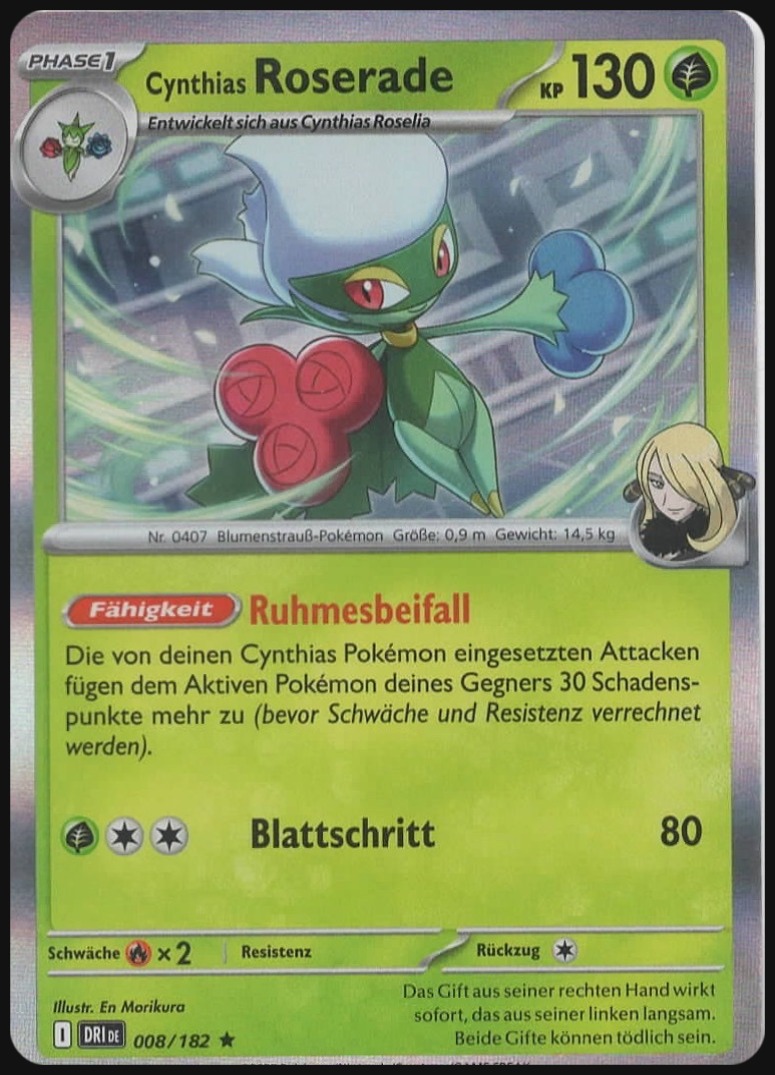 PHASE 1
Cynthias Roserade
KP 130
Entwickelt sich aus Cynthias Roselia
Nr. 0407 Blumenstrauß-Pokémon Größe: 0,9 m Gewicht: 14,5 kg
Fähigkeit Ruhmesbeifall
Die von deinen Cynthias Pokémon eingesetzten Attacken
fügen dem Aktiven Pokémon deines Gegners 30 Schadens-
punkte mehr zu (bevor Schwäche und Resistenz verrechnet
werden).
Blattschritt 80
Schwäche x2 Resistenz Rückzug
Illustr. En Morikura
I DRI DE 008/182 ★
Das Gift aus seiner rechten Hand wirkt
sofort, das aus seiner linken langsam.
Beide Gifte können tödlich sein.